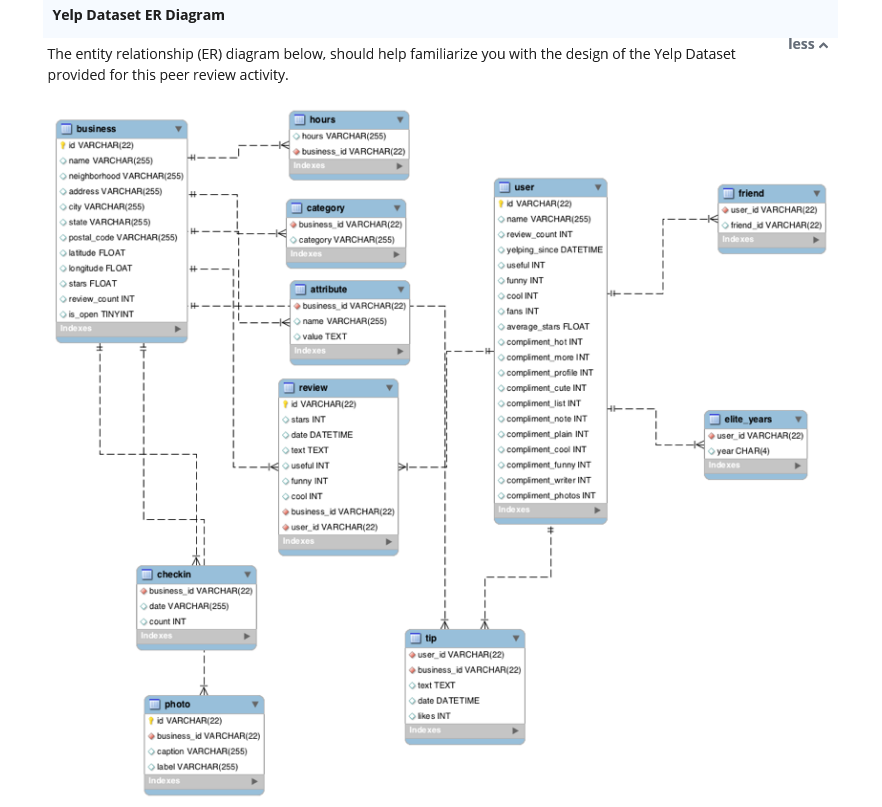 Yelp Dataset ER Diagram
The entity relationship (ER) diagram below, should help familiarize you with the design of the Yelp Dataset
provided for this peer review activity.
less
business
id VARCHAR(22)
name VARCHAR(255)
neighborhood VARCHAR(255)
address VARCHAR(255)
city VARCHAR(255)
state VARCHAR(255)
postal_code VARCHAR(255)
latitude FLOAT
longitude FLOAT
stars FLOAT
review_count INT
is_open TINYINT
Indexes
hours
hours VARCHAR(255)
business_id VARCHAR(22)
Indexes
category
business_id VARCHAR(22)
category VARCHAR(255)
Indexes
attribute
business_id VARCHAR(22)
name VARCHAR(255)
value TEXT
Indexes
review
id VARCHAR(22)
stars INT
date DATETIME
text TEXT
useful INT
funny INT
cool INT
business_id VARCHAR(22)
user_id VARCHAR(22)
Indexes
user
id VARCHAR(22)
name VARCHAR(255)
review_count INT
yelping_since DATETIME
useful INT
funny INT
cool INT
fans INT
average_stars FLOAT
compliment_hot INT
compliment_more INT
compliment_profile INT
compliment_cute INT
compliment_list INT
compliment_note INT
compliment_plain INT
compliment_cool INT
compliment_funny INT
compliment_writer INT
compliment_photos INT
Indexes
friend
user_id VARCHAR(22)
friend_id VARCHAR(22)
Indexes
elite_years
user_id VARCHAR(22)
year CHAR(4)
Indexes
checkin
business_id VARCHAR(22)
date VARCHAR(255)
count INT
Indexes
photo
id VARCHAR(22)
business_id VARCHAR(22)
caption VARCHAR(255)
label VARCHAR(255)
Indexes
tip
user_id VARCHAR(22)
business_id VARCHAR(22)
text TEXT
date DATETIME
likes INT
Indexes